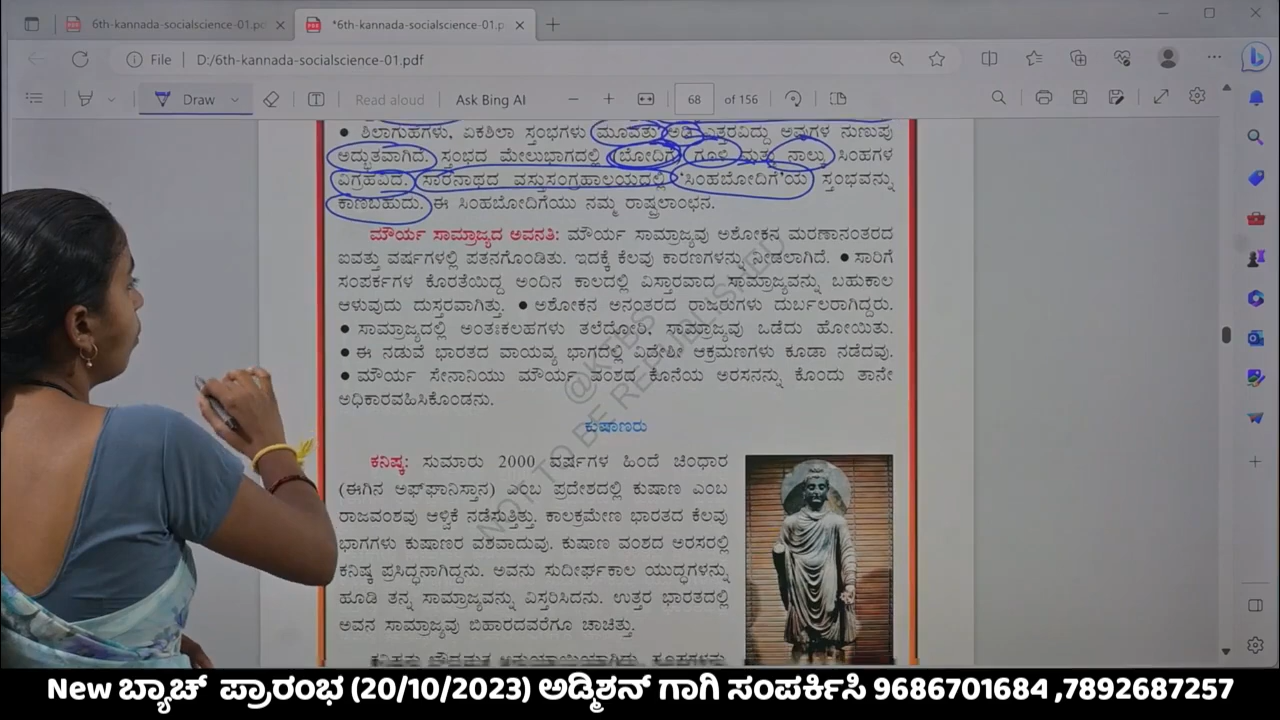 6th-kannada-socialscience-01.pd
*6th-kannada-socialscience-01.p
File D:/6th-kannada-socialscience-01.pdf
Draw Read aloud Ask Bing AI 68 of 156
• ಶಿಲಾಗುಹೆಗಳು, ಏಕಶಿಲಾ ಸ್ತಂಭಗಳು ಮೂವತ್ತು ಅಡಿ ಎತ್ತರವಿದ್ದು ಅವುಗಳ ನುಣುಪು
ಅದ್ಭುತವಾಗಿದೆ. ಸ್ತಂಭದ ಮೇಲುಭಾಗದಲ್ಲಿ ಬೋದಿಗೆ ಗೂಳಿ ಮತ್ತು ನಾಲ್ಕು ಸಿಂಹಗಳ
ವಿಗ್ರಹವಿದೆ. ಸಾರನಾಥದ ವಸ್ತುಸಂಗ್ರಹಾಲಯದಲ್ಲಿ 'ಸಿಂಹಬೋದಿಗೆ'ಯ ಸ್ತಂಭವನ್ನು
ಕಾಣಬಹುದು. ಈ ಸಿಂಹಬೋದಿಗೆಯು ನಮ್ಮ ರಾಷ್ಟ್ರಲಾಂಛನ.
ಮೌರ್ಯ ಸಾಮ್ರಾಜ್ಯದ ಅವನತಿ: ಮೌರ್ಯ ಸಾಮ್ರಾಜ್ಯವು ಅಶೋಕನ ಮರಣಾನಂತರದ
ಐವತ್ತು ವರ್ಷಗಳಲ್ಲಿ ಪತನಗೊಂಡಿತು. ಇದಕ್ಕೆ ಕೆಲವು ಕಾರಣಗಳನ್ನು ನೀಡಲಾಗಿದೆ. • ಸಾರಿಗೆ
ಸಂಪರ್ಕಗಳ ಕೊರತೆಯಿದ್ದ ಅಂದಿನ ಕಾಲದಲ್ಲಿ ವಿಸ್ತಾರವಾದ ಸಾಮ್ರಾಜ್ಯವನ್ನು ಬಹುಕಾಲ
ಆಳುವುದು ದುಸ್ತರವಾಗಿತ್ತು. • ಅಶೋಕನ ಅನಂತರದ ರಾಜರುಗಳು ದುರ್ಬಲರಾಗಿದ್ದರು.
• ಸಾಮ್ರಾಜ್ಯದಲ್ಲಿ ಅಂತಃಕಲಹಗಳು ತಲೆದೋರಿ, ಸಾಮ್ರಾಜ್ಯವು ಒಡೆದು ಹೋಯಿತು.
• ಈ ನಡುವೆ ಭಾರತದ ವಾಯವ್ಯ ಭಾಗದಲ್ಲಿ ವಿದೇಶೀ ಆಕ್ರಮಣಗಳು ಕೂಡಾ ನಡೆದವು.
• ಮೌರ್ಯ ಸೇನಾನಿಯು ಮೌರ್ಯ ವಂಶದ ಕೊನೆಯ ಅರಸನನ್ನು ಕೊಂದು ತಾನೇ
ಅಧಿಕಾರವಹಿಸಿಕೊಂಡನು.
@KTBS
NOT TO BE REPUBLISHED
ಕುಷಾಣರು
ಕನಿಷ್ಕ: ಸುಮಾರು 2000 ವರ್ಷಗಳ ಹಿಂದೆ ಚಿಂಧಾರ
(ಈಗಿನ ಅಫ್‌ಘಾನಿಸ್ತಾನ) ಎಂಬ ಪ್ರದೇಶದಲ್ಲಿ ಕುಷಾಣ ಎಂಬ
ರಾಜವಂಶವು ಆಳ್ವಿಕೆ ನಡೆಸುತ್ತಿತ್ತು. ಕಾಲಕ್ರಮೇಣ ಭಾರತದ ಕೆಲವು
ಭಾಗಗಳು ಕುಷಾಣರ ವಶವಾದುವು. ಕುಷಾಣ ವಂಶದ ಅರಸರಲ್ಲಿ
ಕನಿಷ್ಕ ಪ್ರಸಿದ್ಧನಾಗಿದ್ದನು. ಅವನು ಸುದೀರ್ಘಕಾಲ ಯುದ್ಧಗಳನ್ನು
ಹೂಡಿ ತನ್ನ ಸಾಮ್ರಾಜ್ಯವನ್ನು ವಿಸ್ತರಿಸಿದನು. ಉತ್ತರ ಭಾರತದಲ್ಲಿ
ಅವನ ಸಾಮ್ರಾಜ್ಯವು ಬಿಹಾರದವರೆಗೂ ಚಾಚಿತ್ತು.
New ಬ್ಯಾಚ್ ಪ್ರಾರಂಭ (20/10/2023) ಅಡ್ಮಿಶನ್ ಗಾಗಿ ಸಂಪರ್ಕಿಸಿ 9686701684 ,7892687257